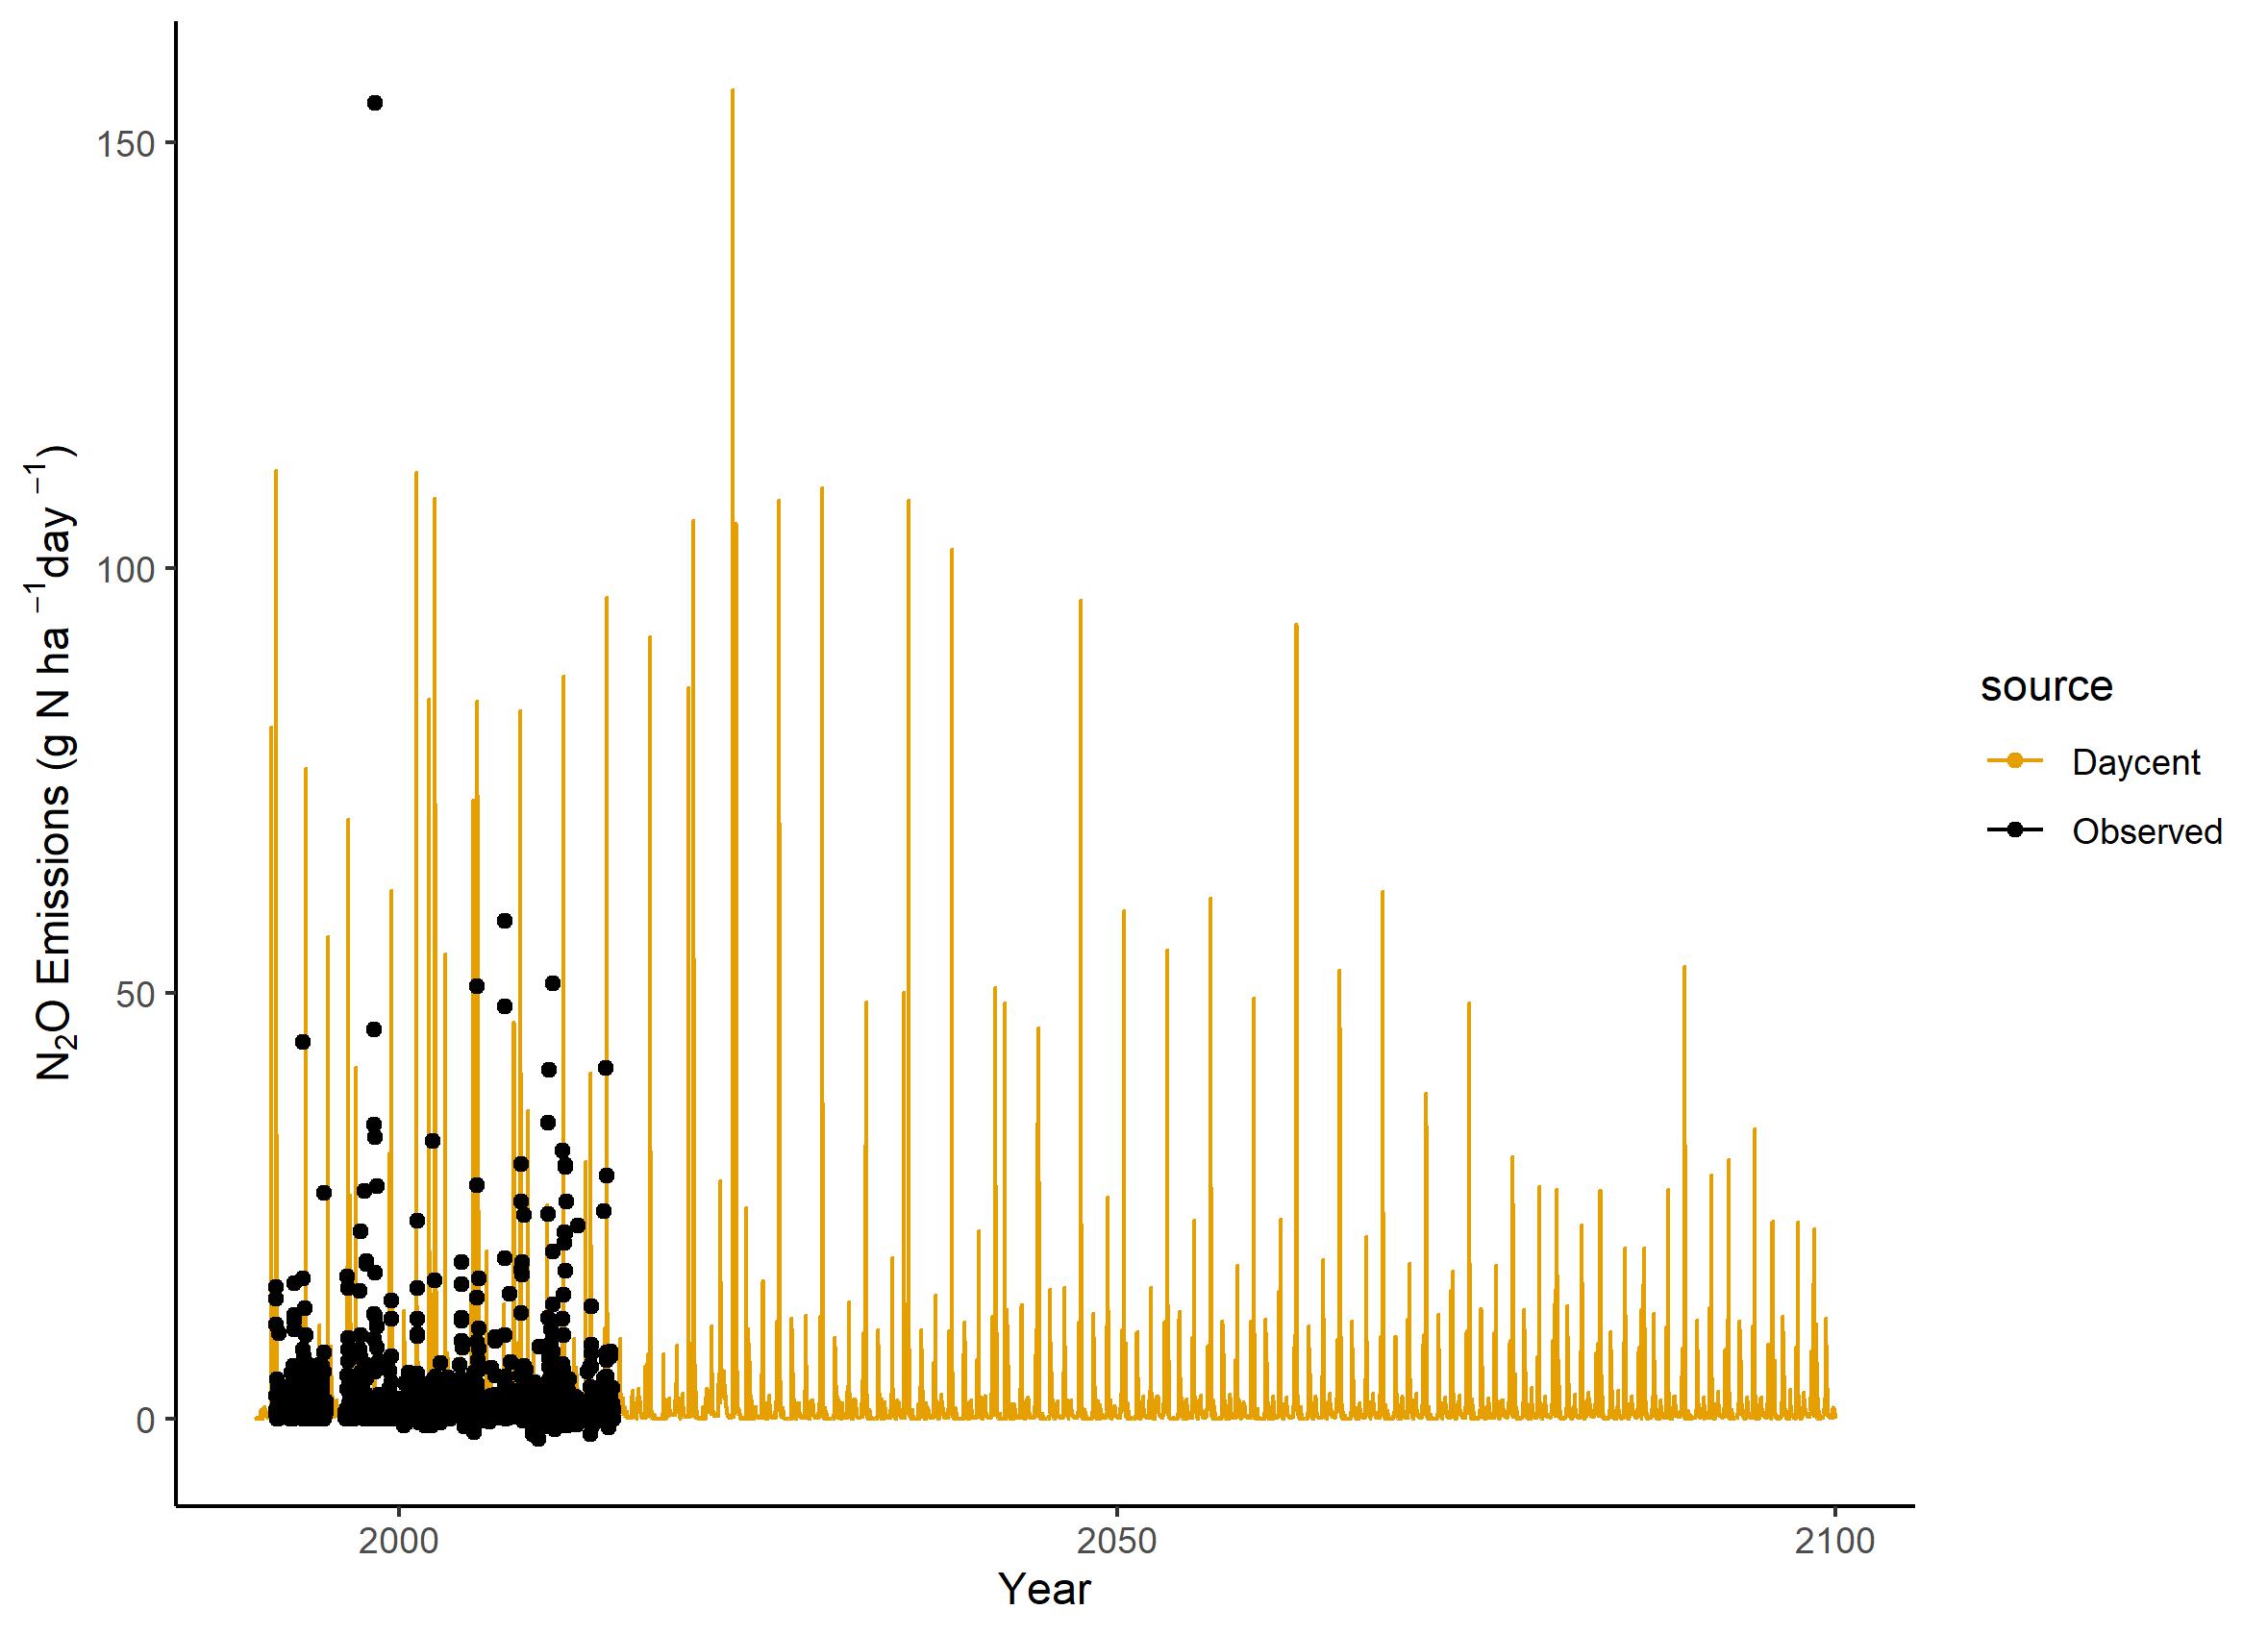 150
100
50
0
N₂O Emissions (g N ha ⁻¹day ⁻¹)
2000
2050
2100
Year
source
Daycent
Observed